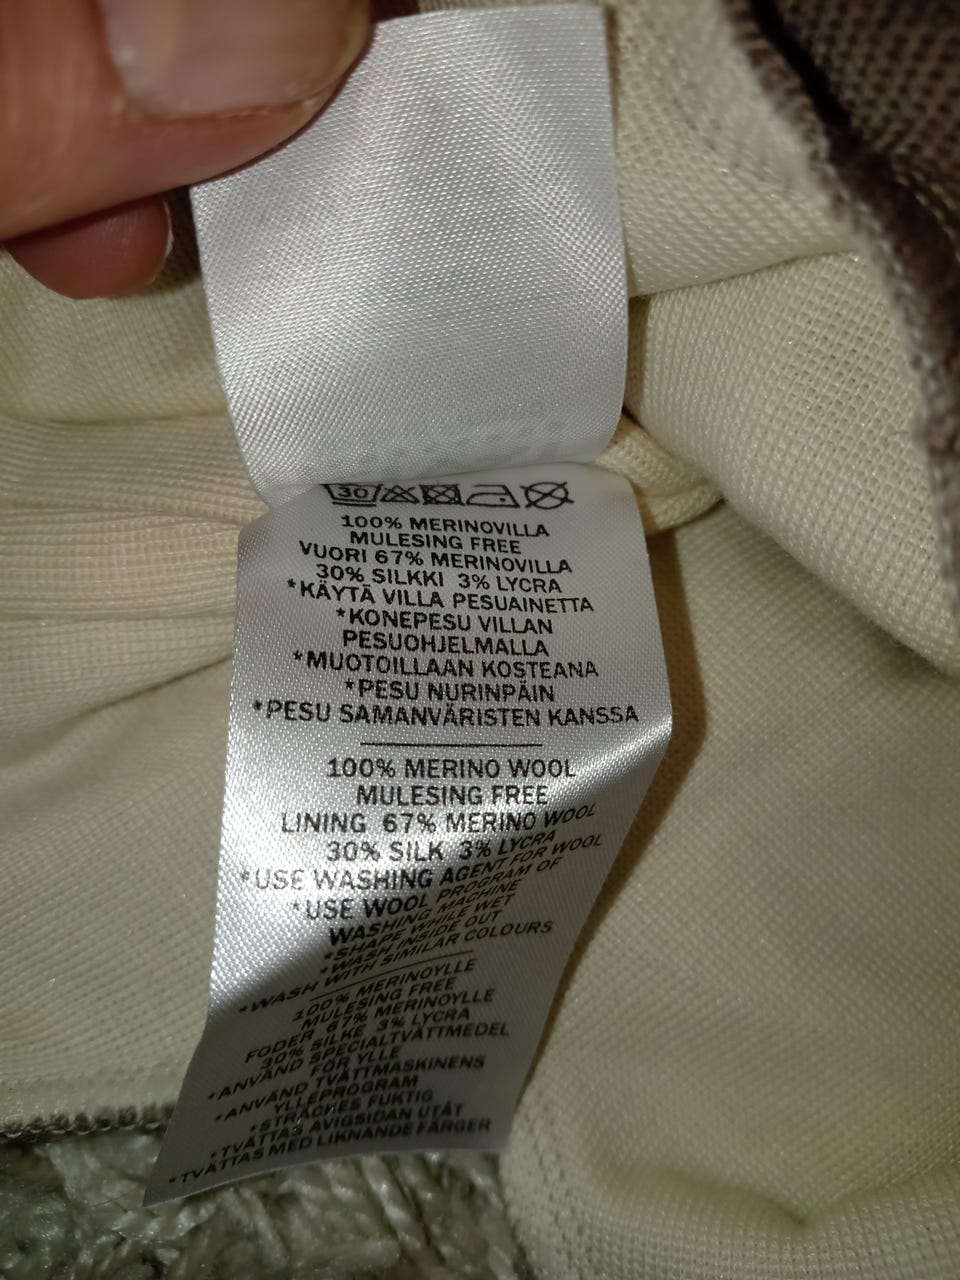 30
100% MERINOVILLA
MULESING FREE
VUORI 67% MERINOVILLA
30% SILKKI 3% LYCRA
*KÄYTÄ VILLA PESUAINETTA
*KONEPESU VILLAN
PESUOHJELMALLA
*MUOTOILLAAN KOSTEANA
*PESU NURINPÄIN
*PESU SAMANVÄRISTEN KANSSA
100% MERINO WOOL
MULESING FREE
LINING 67% MERINO WOOL
30% SILK 3% LYCRA
*USE WASHING AGENT FOR WOOL
*USE WOOL PROGRAM OF
WASHING MACHINE
*SHAPE WHILE WET
*WASH INSIDE OUT
*WASH WITH SIMILAR COLOURS
100% MERINOYLLE
MULESING FREE
FODER 67% MERINOYLLE
30% SILKE 3% LYCRA
*ANVÄND SPECIALTVÄTTMEDEL
FÖR YLLE
*ANVÄND TVÄTTMASKINENS
YLLEPROGRAM
*STRÄCKES FUKTIG
*TVÄTTAS AVIGSIDAN UTÅT
*TVÄTTAS MED LIKNANDE FÄRGER